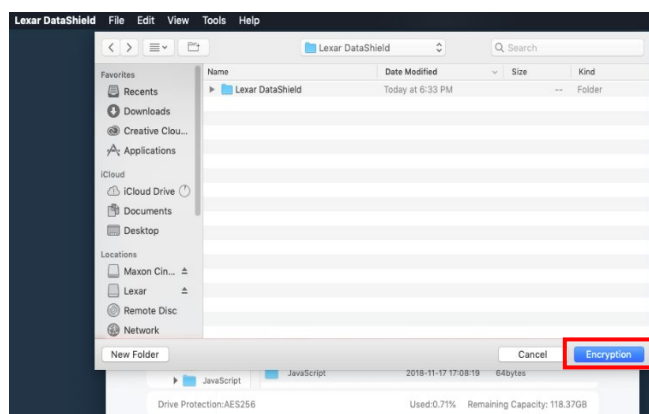 Lexar DataShield File Edit View Tools Help
Lexar DataShield
Search
Favorites
Recents
Downloads
Creative Clou...
Applications
iCloud
iCloud Drive
Documents
Desktop
Locations
Maxon Cin...
Lexar
Remote Disc
Network
Name Date Modified Size Kind
Lexar DataShield Today at 6:33 PM -- Folder
New Folder Cancel Encryption
JavaScript JavaScript 2018-11-17 17:08:19 64bytes
Drive Protection:AES256 Used:0.71% Remaining Capacity: 118.37GB